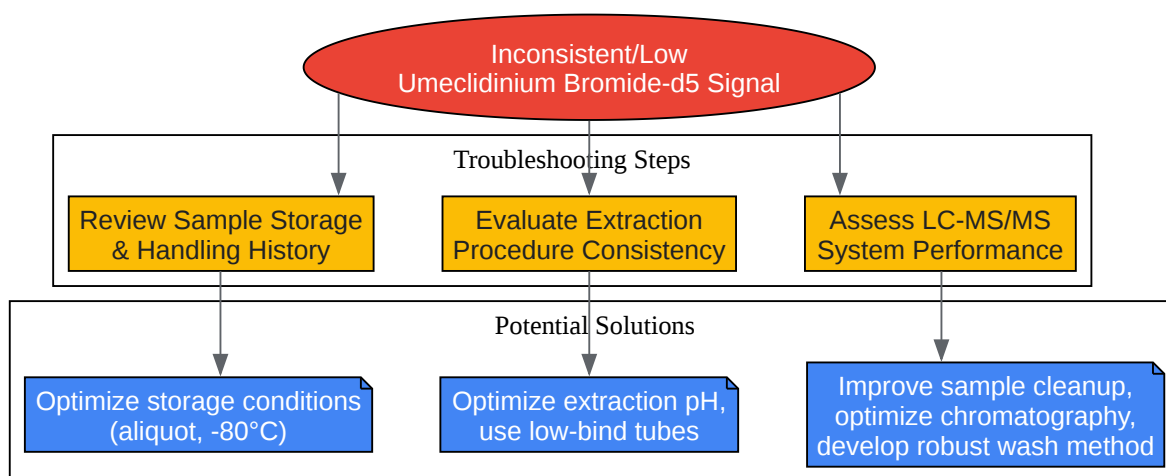 Inconsistent/Low
Umeclidinium Bromide-d5 Signal
Troubleshooting Steps
Review Sample Storage
& Handling History
Evaluate Extraction
Procedure Consistency
Assess LC-MS/MS
System Performance
Potential Solutions
Optimize storage conditions
(aliquot, -80°C)
Optimize extraction pH,
use low-bind tubes
Improve sample cleanup,
optimize chromatography,
develop robust wash method